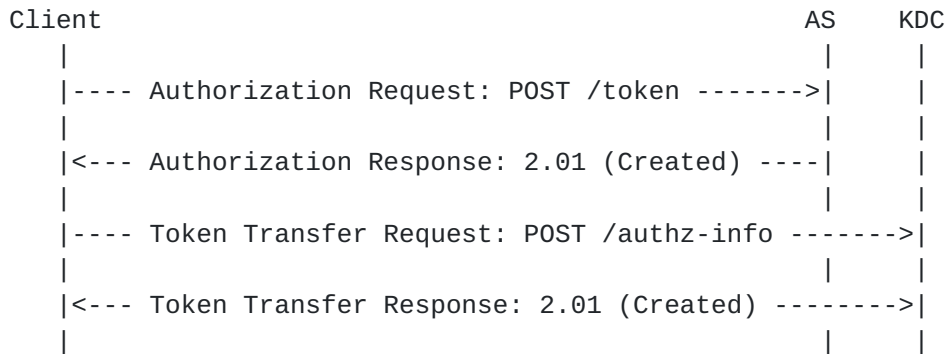 Client                                            AS    KDC
   |                                               |     |
   |---- Authorization Request: POST /token ------->|     |
   |                                               |     |
   |<--- Authorization Response: 2.01 (Created) ----|     |
   |                                               |     |
   |---- Token Transfer Request: POST /authz-info ------->|
   |                                               |     |
   |<--- Token Transfer Response: 2.01 (Created) -------->|
   |                                               |     |